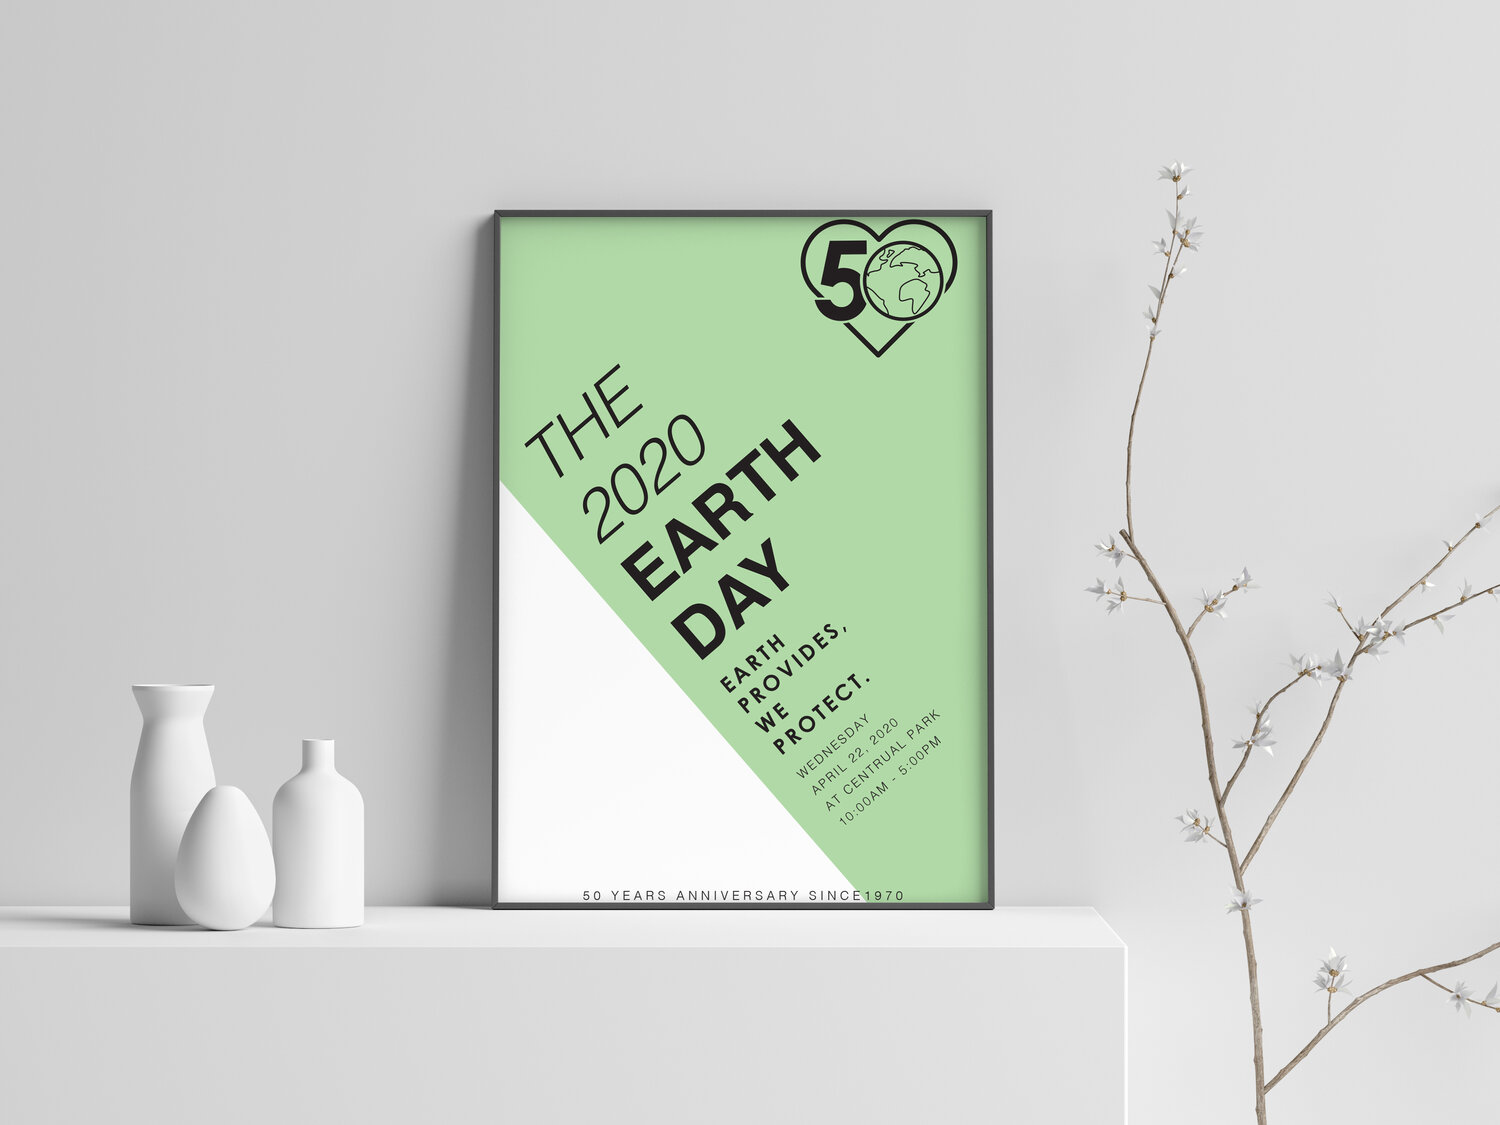 50
THE
2020
EARTH
DAY
EARTH
PROVIDES,
WE
PROTECT.
WEDNESDAY
APRIL 22, 2020
AT CENTRUAL PARK
10:00AM - 5:00PM
50 YEARS ANNIVERSARY SINCE1970